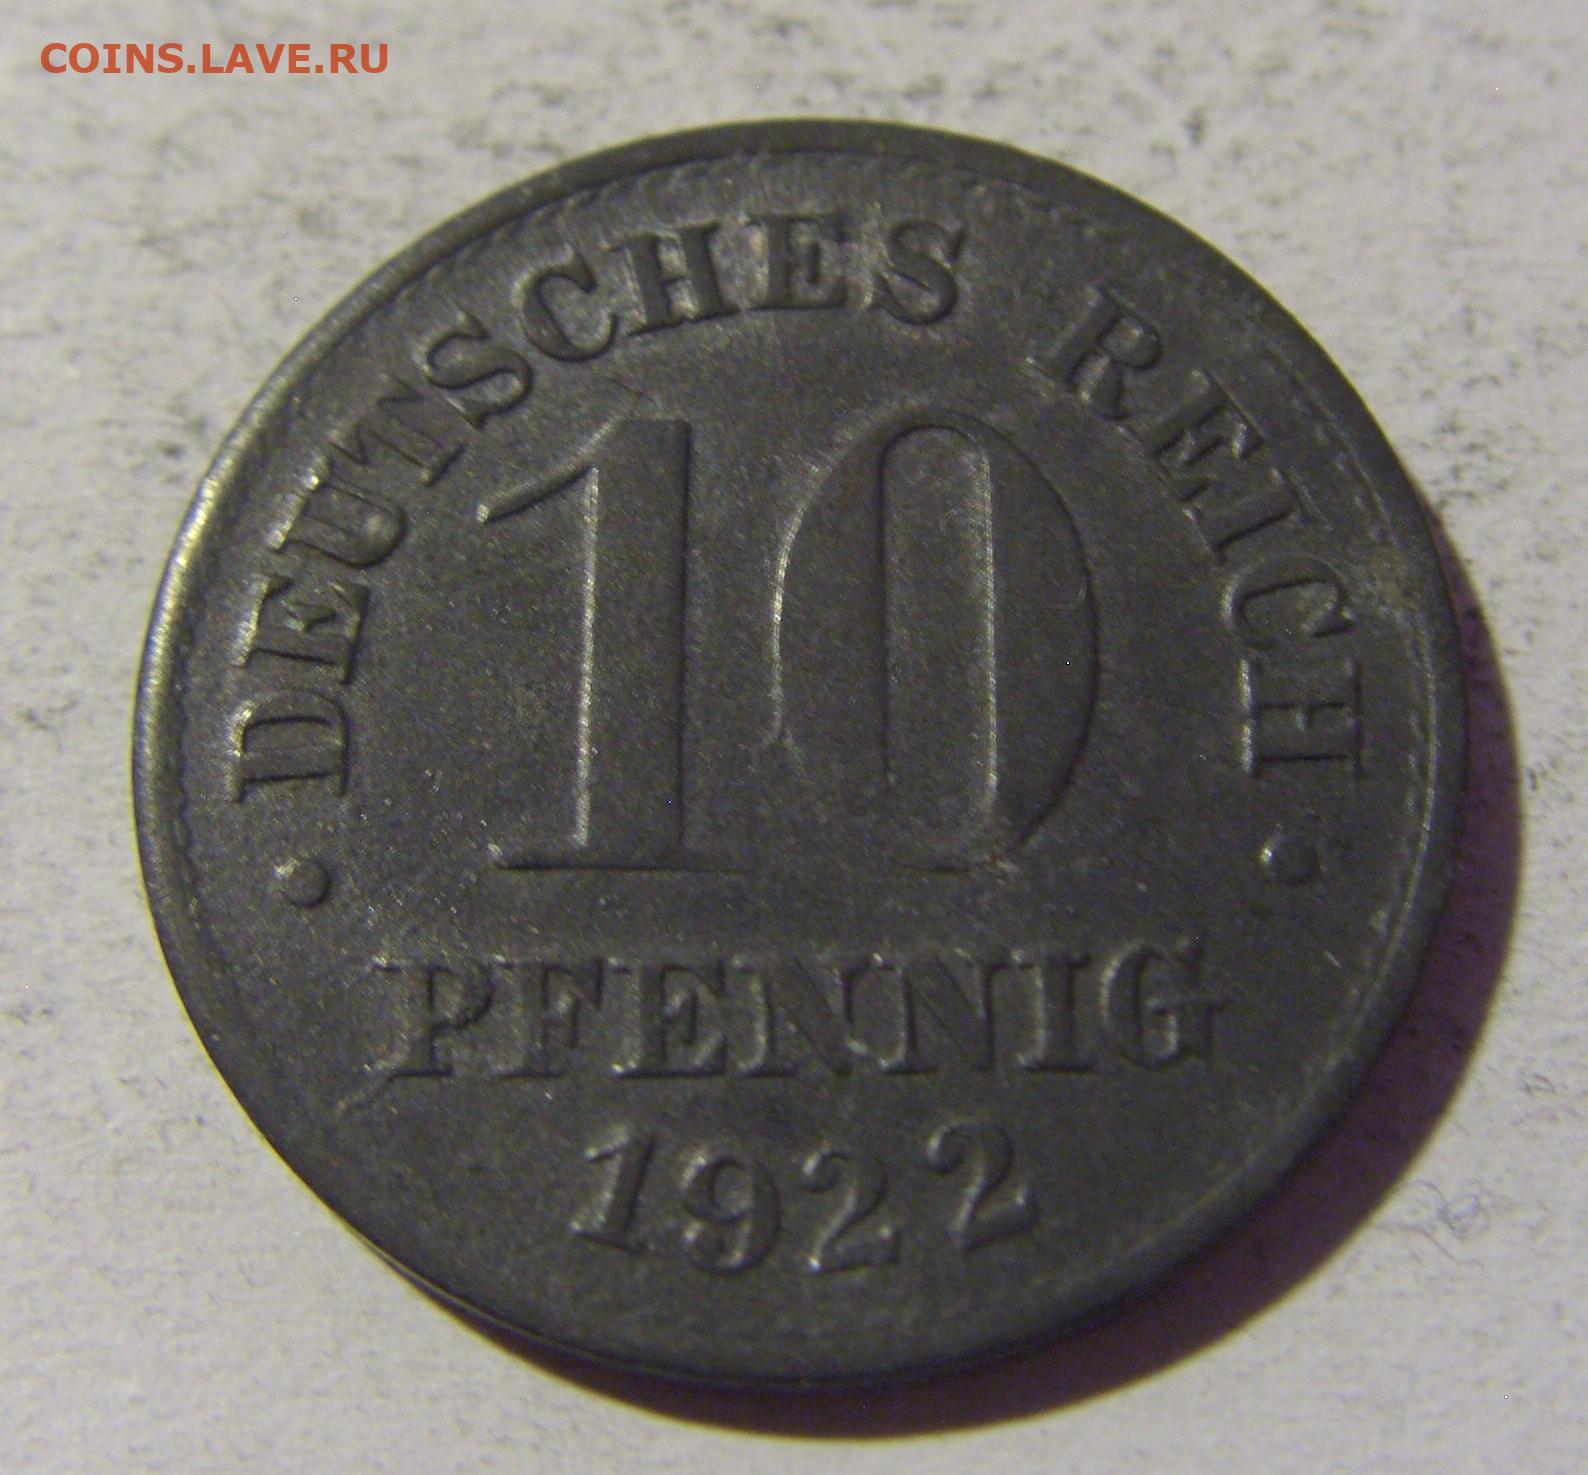 COINS.LAVE.RU
• DEUTSCHES REICH •
10
PFENNIG
1922